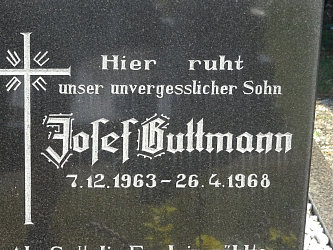 Hier ruht
unser unvergesslicher Sohn
Josef Guttmann
7.12.1963 - 26.4.1968